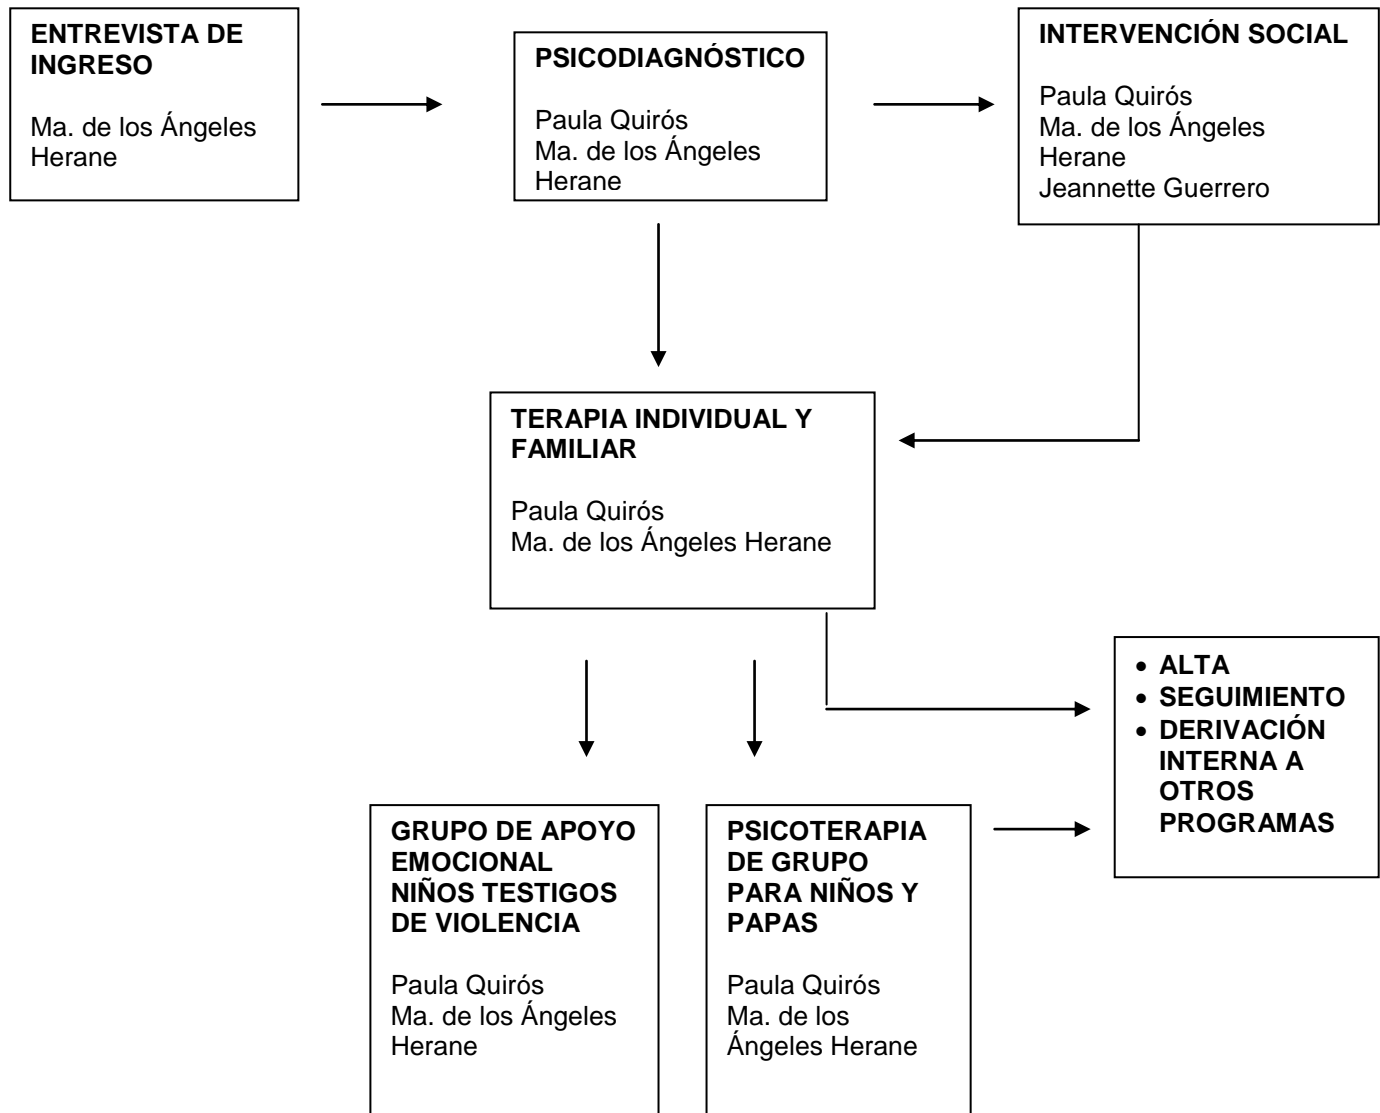 ENTREVISTA DE
INGRESO
Ma. de los Ángeles
Herane
PSICODIAGNÓSTICO
Paula Quirós
Ma. de los Ángeles
Herane
INTERVENCIÓN SOCIAL
Paula Quirós
Ma. de los Ángeles
Herane
Jeannette Guerrero
TERAPIA INDIVIDUAL Y
FAMILIAR
Paula Quirós
Ma. de los Ángeles Herane
• ALTA
• SEGUIMIENTO
• DERIVACIÓN
INTERNA A
OTROS
PROGRAMAS
GRUPO DE APOYO
EMOCIONAL
NIÑOS TESTIGOS
DE VIOLENCIA
Paula Quirós
Ma. de los Ángeles
Herane
PSICOTERAPIA
DE GRUPO
PARA NIÑOS Y
PAPAS
Paula Quirós
Ma. de los
Ángeles Herane